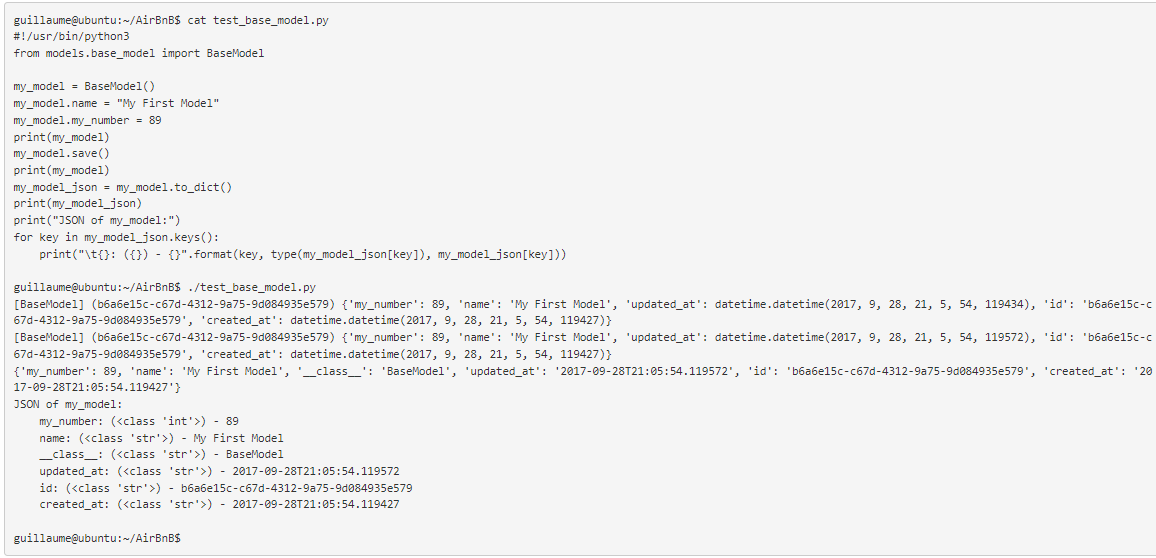 guillaume@ubuntu:~/AirBnB$ cat test_base_model.py
#!/usr/bin/python3
from models.base_model import BaseModel
my_model = BaseModel()
my_model.name = "My First Model"
my_model.my_number = 89
print(my_model)
my_model.save()
print(my_model)
my_model_json = my_model.to_dict()
print(my_model_json)
print("JSON of my_model:")
for key in my_model_json.keys():
    print("\t{}: ({}) - {}".format(key, type(my_model_json[key]), my_model_json[key]))
guillaume@ubuntu:~/AirBnB$ ./test_base_model.py
[BaseModel] (b6a6e15c-c67d-4312-9a75-9d084935e579) {'my_number': 89, 'name': 'My First Model', 'updated_at': datetime.datetime(2017, 9, 28, 21, 5, 54, 119434), 'id': 'b6a6e15c-c
67d-4312-9a75-9d084935e579', 'created_at': datetime.datetime(2017, 9, 28, 21, 5, 54, 119427)}
[BaseModel] (b6a6e15c-c67d-4312-9a75-9d084935e579) {'my_number': 89, 'name': 'My First Model', 'updated_at': datetime.datetime(2017, 9, 28, 21, 5, 54, 119572), 'id': 'b6a6e15c-c
67d-4312-9a75-9d084935e579', 'created_at': datetime.datetime(2017, 9, 28, 21, 5, 54, 119427)}
{'my_number': 89, 'name': 'My First Model', '__class__': 'BaseModel', 'updated_at': '2017-09-28T21:05:54.119572', 'id': 'b6a6e15c-c67d-4312-9a75-9d084935e579', 'created_at': '20
17-09-28T21:05:54.119427'}
JSON of my_model:
    my_number: (<class 'int'>) - 89
    name: (<class 'str'>) - My First Model
    __class__: (<class 'str'>) - BaseModel
    updated_at: (<class 'str'>) - 2017-09-28T21:05:54.119572
    id: (<class 'str'>) - b6a6e15c-c67d-4312-9a75-9d084935e579
    created_at: (<class 'str'>) - 2017-09-28T21:05:54.119427
guillaume@ubuntu:~/AirBnB$